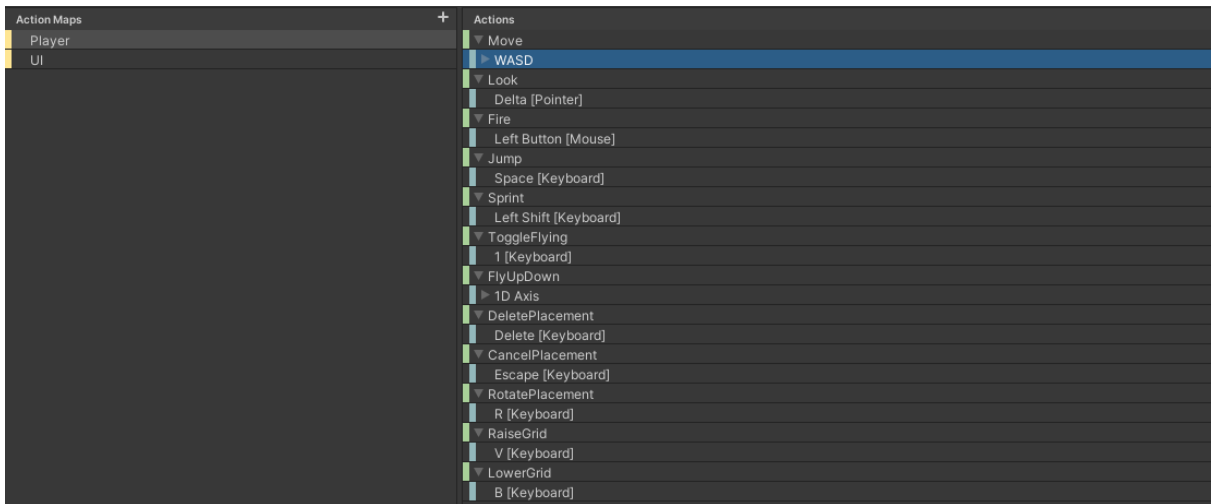 Action Maps
+
Player
UI
Actions
Move
WASD
Look
Delta [Pointer]
Fire
Left Button [Mouse]
Jump
Space [Keyboard]
Sprint
Left Shift [Keyboard]
ToggleFlying
1 [Keyboard]
FlyUpDown
1D Axis
DeletePlacement
Delete [Keyboard]
CancelPlacement
Escape [Keyboard]
RotatePlacement
R [Keyboard]
RaiseGrid
V [Keyboard]
LowerGrid
B [Keyboard]